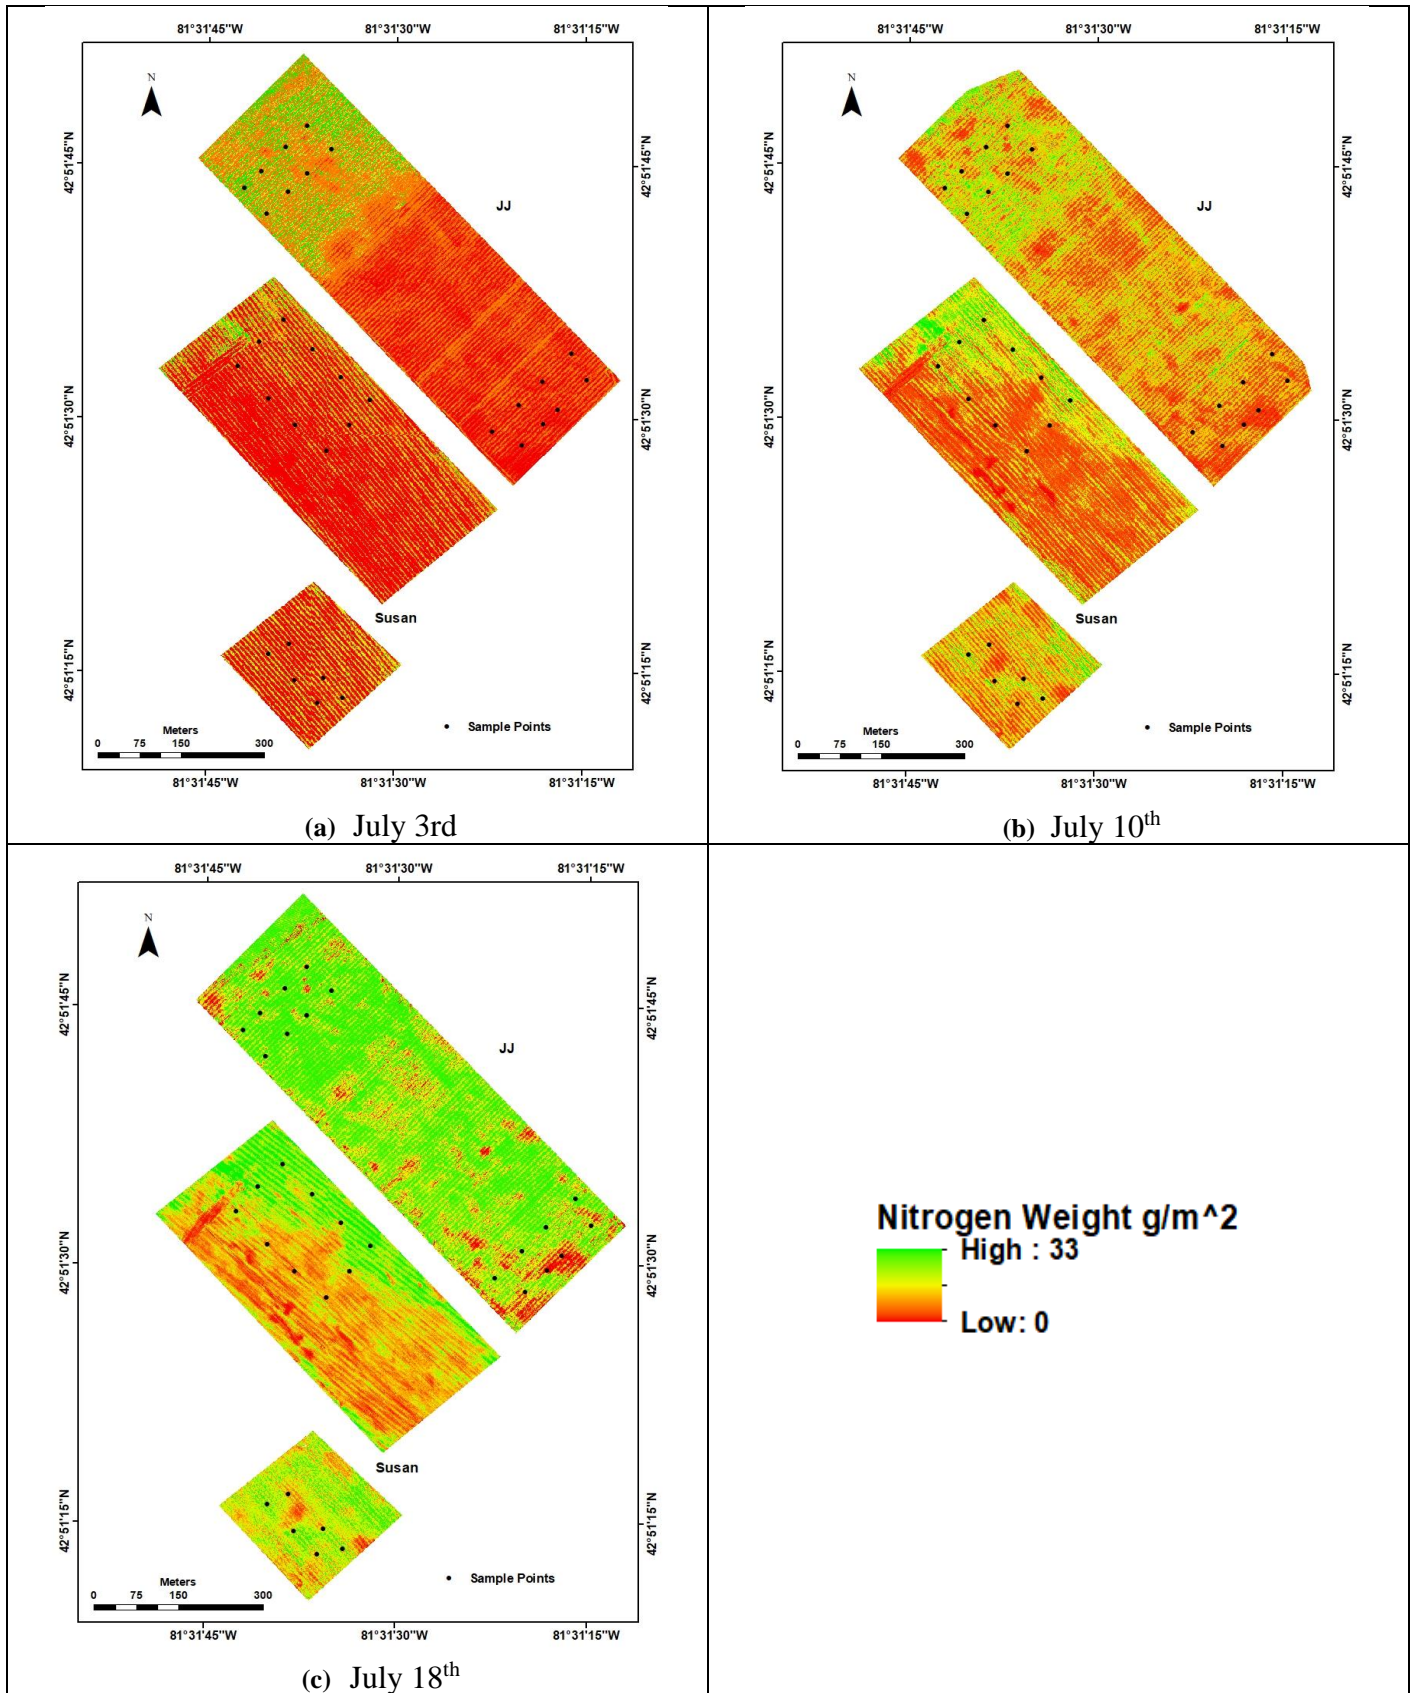 81°31'45"W 81°31'30"W 81°31'15"W
N
42°51'45"N 42°51'45"N
JJ
42°51'30"N 42°51'30"N
Susan
42°51'15"N 42°51'15"N
Sample Points
Meters
0 75 150 300
81°31'45"W 81°31'30"W 81°31'15"W
(a) July 3rd
81°31'45"W 81°31'30"W 81°31'15"W
N
42°51'45"N 42°51'45"N
JJ
42°51'30"N 42°51'30"N
Susan
42°51'15"N 42°51'15"N
Sample Points
Meters
0 75 150 300
81°31'45"W 81°31'30"W 81°31'15"W
(b) July 10th
81°31'45"W 81°31'30"W 81°31'15"W
N
42°51'45"N 42°51'45"N
JJ
42°51'30"N 42°51'30"N
Susan
42°51'15"N 42°51'15"N
Sample Points
Meters
0 75 150 300
81°31'45"W 81°31'30"W 81°31'15"W
(c) July 18th
Nitrogen Weight g/m^2
High : 33
Low: 0